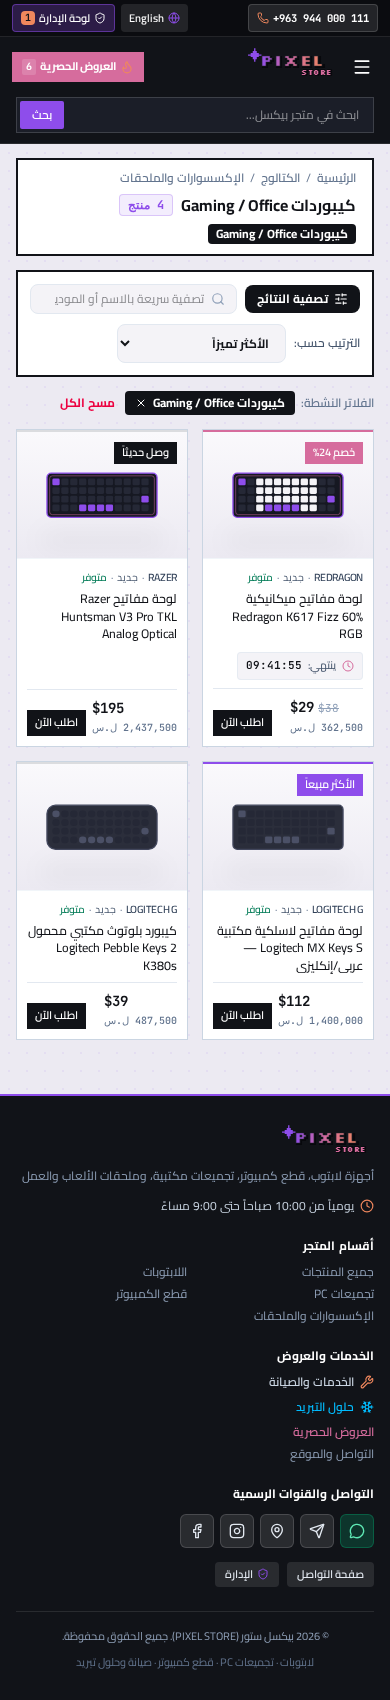 +963 944 000 111
English
لوحة الإدارة 1
PIXEL
STORE
العروض الحصرية 6
ابحث في متجر بيكسل...
بحث
الرئيسية / الكتالوج / الإكسسوارات والملحقات
كيبوردات Gaming / Office
4 منتج
كيبوردات Gaming / Office
تصفية النتائج
تصفية سريعة بالاسم أو الموديـ
الترتيب حسب:
الأكثر تميزاً
الفلاتر النشطة:
كيبوردات Gaming / Office ×
مسح الكل
خصم 24%
REDRAGON · جديد · متوفر
لوحة مفاتيح ميكانيكية
Redragon K617 Fizz 60%
RGB
ينتهي: 09:41:55
$29 $38
362,500 ل.س
اطلب الآن
وصل حديثاً
RAZER · جديد · متوفر
لوحة مفاتيح Razer
Huntsman V3 Pro TKL
Analog Optical
$195
2,437,500 ل.س
اطلب الآن
الأكثر مبيعاً
LOGITECH G · جديد · متوفر
لوحة مفاتيح لاسلكية مكتبية
Logitech MX Keys S —
عربي/إنكليزي
$112
1,400,000 ل.س
اطلب الآن
LOGITECH G · جديد · متوفر
كيبورد بلوتوث مكتبي محمول
Logitech Pebble Keys 2
K380s
$39
487,500 ل.س
اطلب الآن
PIXEL
STORE
أجهزة لابتوب، قطع كمبيوتر، تجميعات مكتبية، وملحقات الألعاب والعمل
يومياً من 10:00 صباحاً حتى 9:00 مساءً
أقسام المتجر
جميع المنتجات
اللابتوبات
تجميعات PC
قطع الكمبيوتر
الإكسسوارات والملحقات
الخدمات والعروض
الخدمات والصيانة
حلول التبريد
العروض الحصرية
التواصل والموقع
التواصل والقنوات الرسمية
صفحة التواصل
الإدارة
© 2026 بيكسل ستور (PIXEL STORE). جميع الحقوق محفوظة.
لابتوبات · تجميعات PC · قطع كمبيوتر · صيانة وحلول تبريد